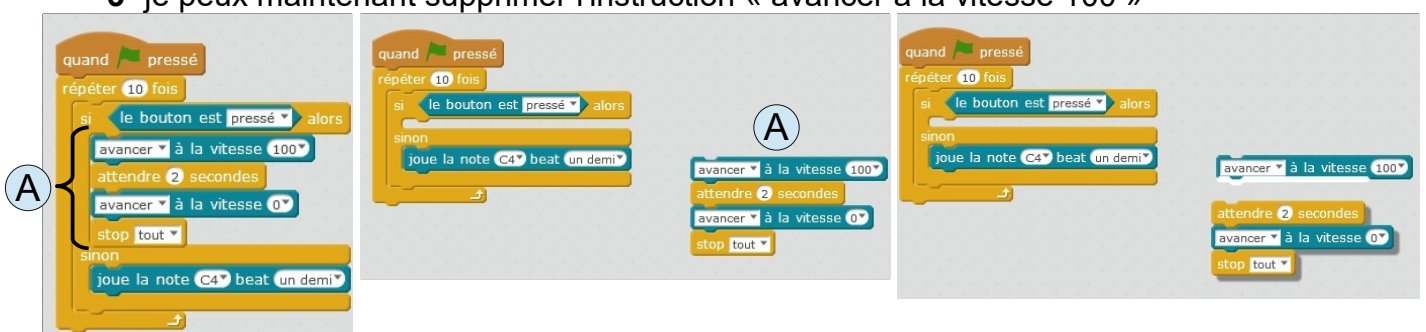 je peux maintenant supprimer l'instruction « avancer à la vitesse 100 »
quand pressé
répéter 10 fois
si le bouton est pressé alors
A
avancer à la vitesse 100
attendre 2 secondes
avancer à la vitesse 0
stop tout
sinon
joue la note C4 beat un demi
quand pressé
répéter 10 fois
si le bouton est pressé alors
sinon
joue la note C4 beat un demi
A
avancer à la vitesse 100
attendre 2 secondes
avancer à la vitesse 0
stop tout
quand pressé
répéter 10 fois
si le bouton est pressé alors
sinon
joue la note C4 beat un demi
avancer à la vitesse 100
attendre 2 secondes
avancer à la vitesse 0
stop tout